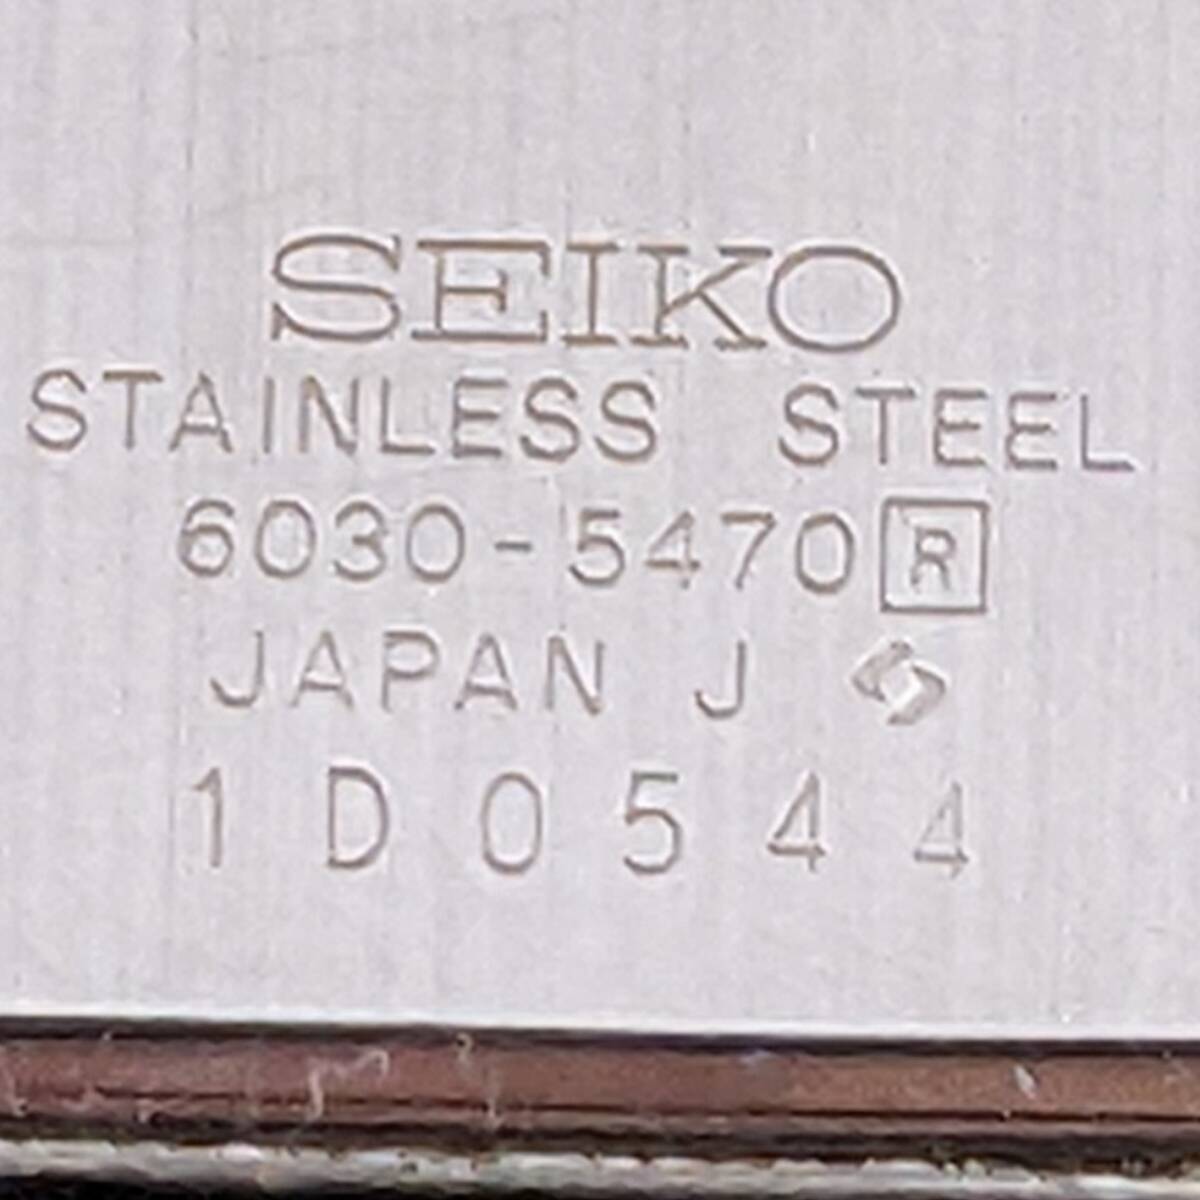 SEIKO
STAINLESS STEEL
6030-5470 R
JAPAN J
1D0544